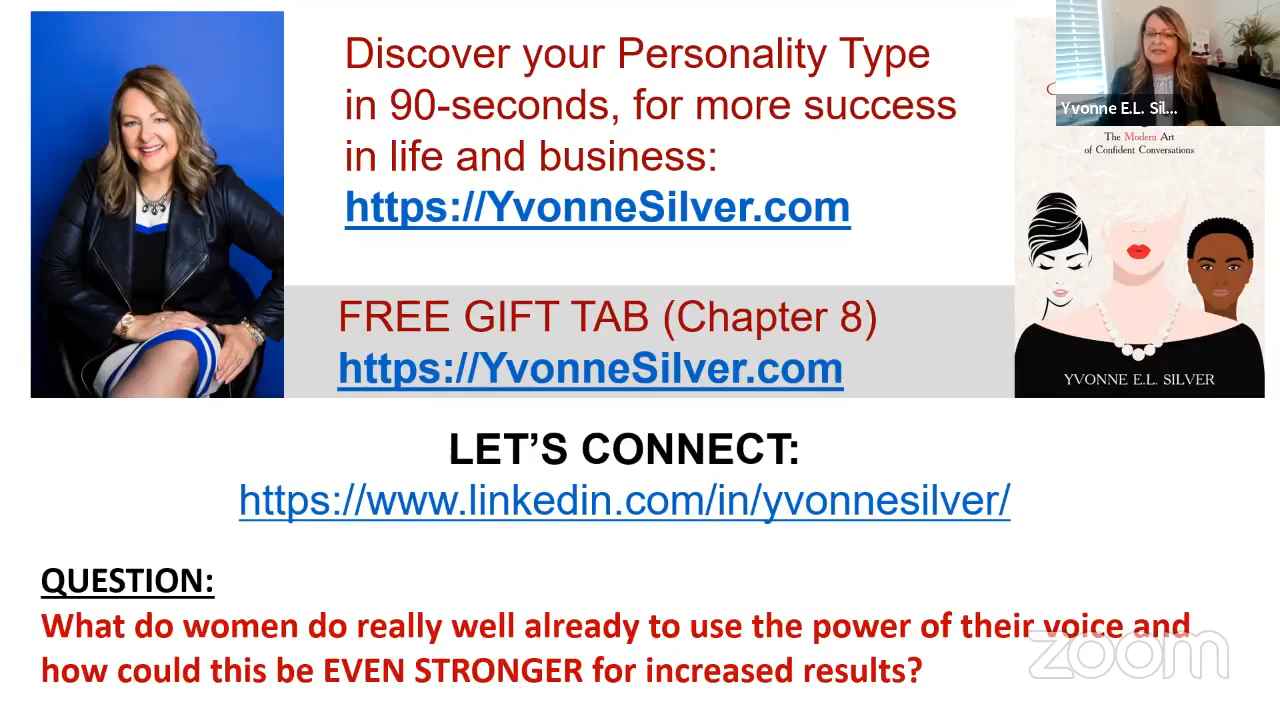 Discover your Personality Type
in 90-seconds, for more success
in life and business:
https://YvonneSilver.com
Yvonne E.L. Sil...
The Modern Art
of Confident Conversations
YVONNE E.L. SILVER
FREE GIFT TAB (Chapter 8)
https://YvonneSilver.com
LET'S CONNECT:
https://www.linkedin.com/in/yvonnesilver/
QUESTION:
What do women do really well already to use the power of their voice and
how could this be EVEN STRONGER for increased results?
zoom